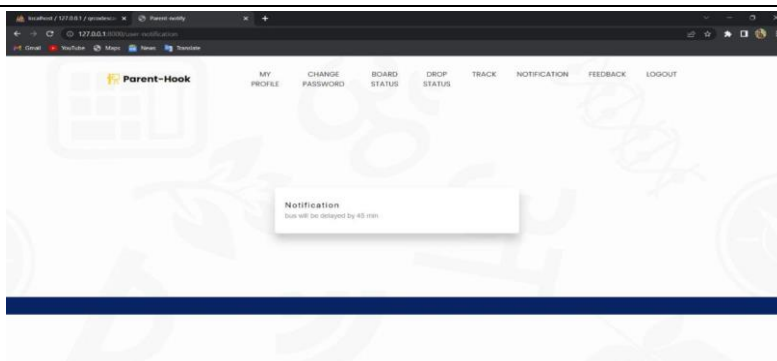 localhost / 127.0.0.1 / qrcodesco
Parent-notify
127.0.0.1:8000/user-notification
Gmail
YouTube
Maps
News
Translate
Parent-Hook
MY PROFILE
CHANGE PASSWORD
BOARD STATUS
DROP STATUS
TRACK
NOTIFICATION
FEEDBACK
LOGOUT
Notification
bus will be delayed by 45 min